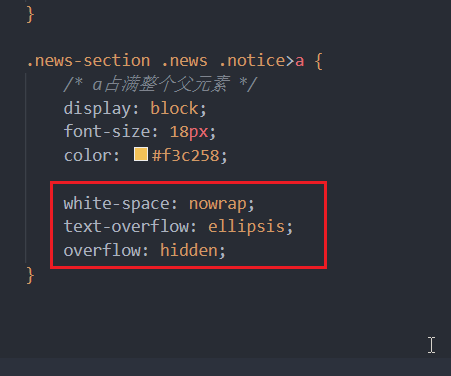 }
.news-section .news .notice>a {
/* a占满整个父元素 */
display: block;
font-size: 18px;
color: #f3c258;
white-space: nowrap;
text-overflow: ellipsis;
overflow: hidden;
}